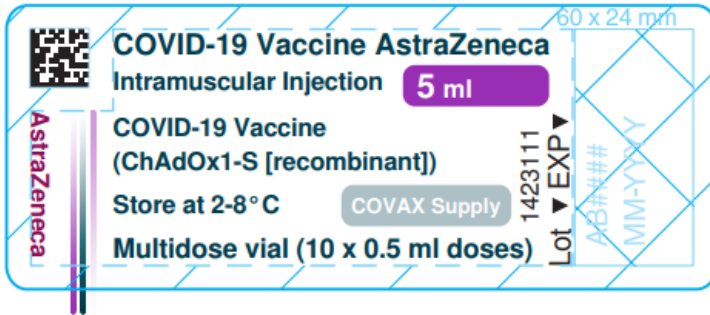 60 x 24 mm
COVID-19 Vaccine AstraZeneca
Intramuscular Injection 5 ml
COVID-19 Vaccine
(ChAdOx1-S [recombinant])
Store at 2-8°C COVAX Supply
Multidose vial (10 x 0.5 ml doses)
AstraZeneca
1423111
Lot ▼ EXP ▼
AB####
MM-YYYY